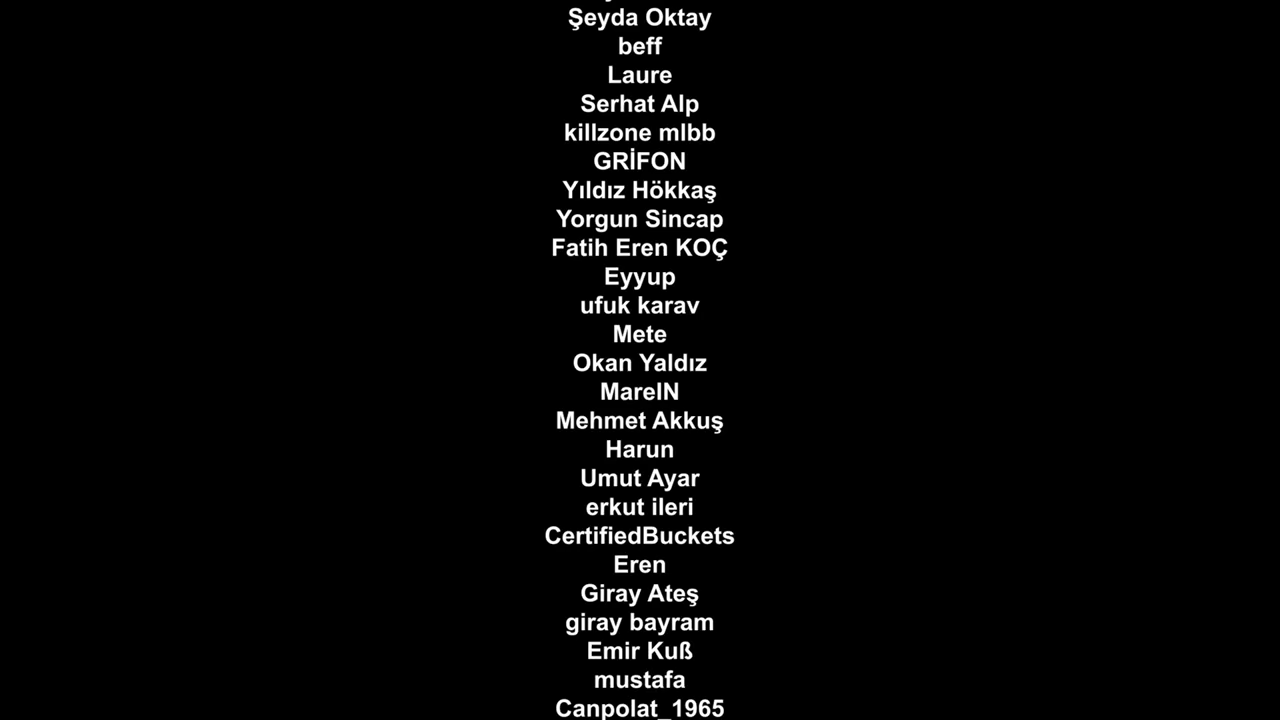 Şeyda Oktay
beff
Laure
Serhat Alp
killzone mlbb
GRİFON
Yıldız Hökkaş
Yorgun Sincap
Fatih Eren KOÇ
Eyyup
ufuk karav
Mete
Okan Yaldız
MareIN
Mehmet Akkuş
Harun
Umut Ayar
erkut ileri
CertifiedBuckets
Eren
Giray Ateş
giray bayram
Emir Kuß
mustafa
Canpolat_1965